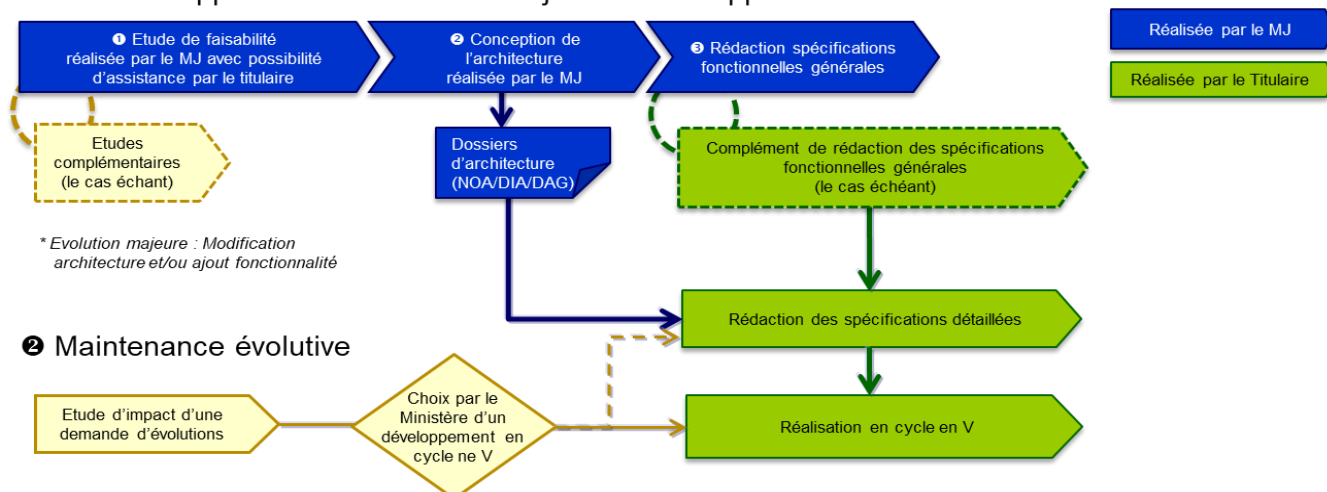 ❶ Etude de faisabilité
réalisée par le MJ avec possibilité
d'assistance par le titulaire
❷ Conception de
l'architecture
réalisée par le MJ
❸ Rédaction spécifications
fonctionnelles générales
Réalisée par le MJ
Réalisée par le Titulaire
Etudes
complémentaires
(le cas échant)
Dossiers
d'architecture
(NOA/DIA/DAG)
Complément de rédaction des spécifications
fonctionnelles générales
(le cas échéant)
* Evolution majeure : Modification
architecture et/ou ajout fonctionnalité
Rédaction des spécifications détaillées
❷ Maintenance évolutive
Etude d'impact d'une
demande d'évolutions
Choix par le
Ministère d'un
développement en
cycle ne V
Réalisation en cycle en V